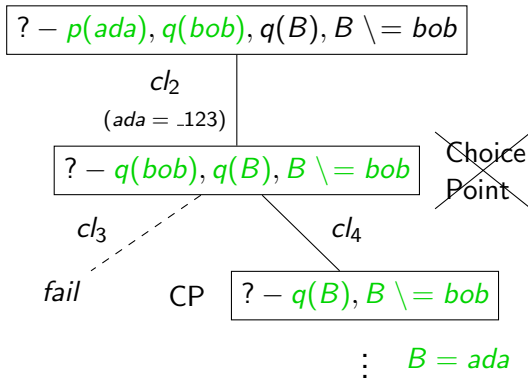 ? − p(ada), q(bob), q(B), B \= bob
cl₂
(ada = _123)
? − q(bob), q(B), B \= bob
Choice
Point
cl₃
cl₄
fail
CP
? − q(B), B \= bob
⋮
B = ada